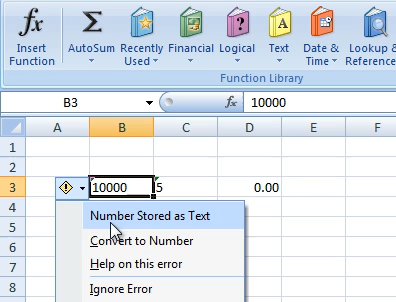 Insert Function
AutoSum
Recently Used
Financial
Logical
Text
Date & Time
Lookup & Reference
Function Library
B3
fx
10000
A B C D E F
1
2
3 10000 5 0.00
4
5
6
7
8
Number Stored as Text
Convert to Number
Help on this error
Ignore Error